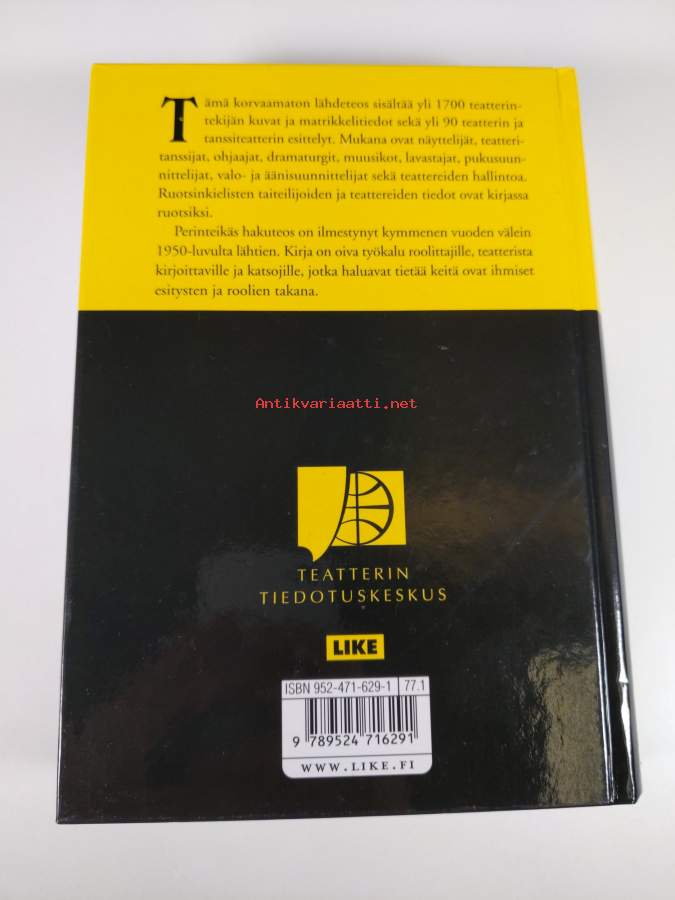 Tämä korvaamaton lähdeteos sisältää yli 1700 teatterin-
tekijän kuvat ja matrikkelitiedot sekä yli 90 teatterin ja
tanssiteatterin esittelyt. Mukana ovat näyttelijät, teatteri-
tanssijat, ohjaajat, dramaturgit, muusikot, lavastajat, pukusuun-
nittelijat, valo- ja äänisuunnittelijat sekä teattereiden hallintoa.
Ruotsinkielisten taiteilijoiden ja teattereiden tiedot ovat kirjassa
ruotsiksi.
Perinteikäs hakuteos on ilmestynyt kymmenen vuoden välein
1950-luvulta lähtien. Kirja on oiva työkalu roolittajille, teatterista
kirjoittaville ja katsojille, jotka haluavat tietää keitä ovat ihmiset
esitysten ja roolien takana.
Antikvariaatti.net
TEATTERIN
TIEDOTUSKESKUS
LIKE
ISBN 952-471-629-1 77.1
9 789524 716291
WWW.LIKE.FI